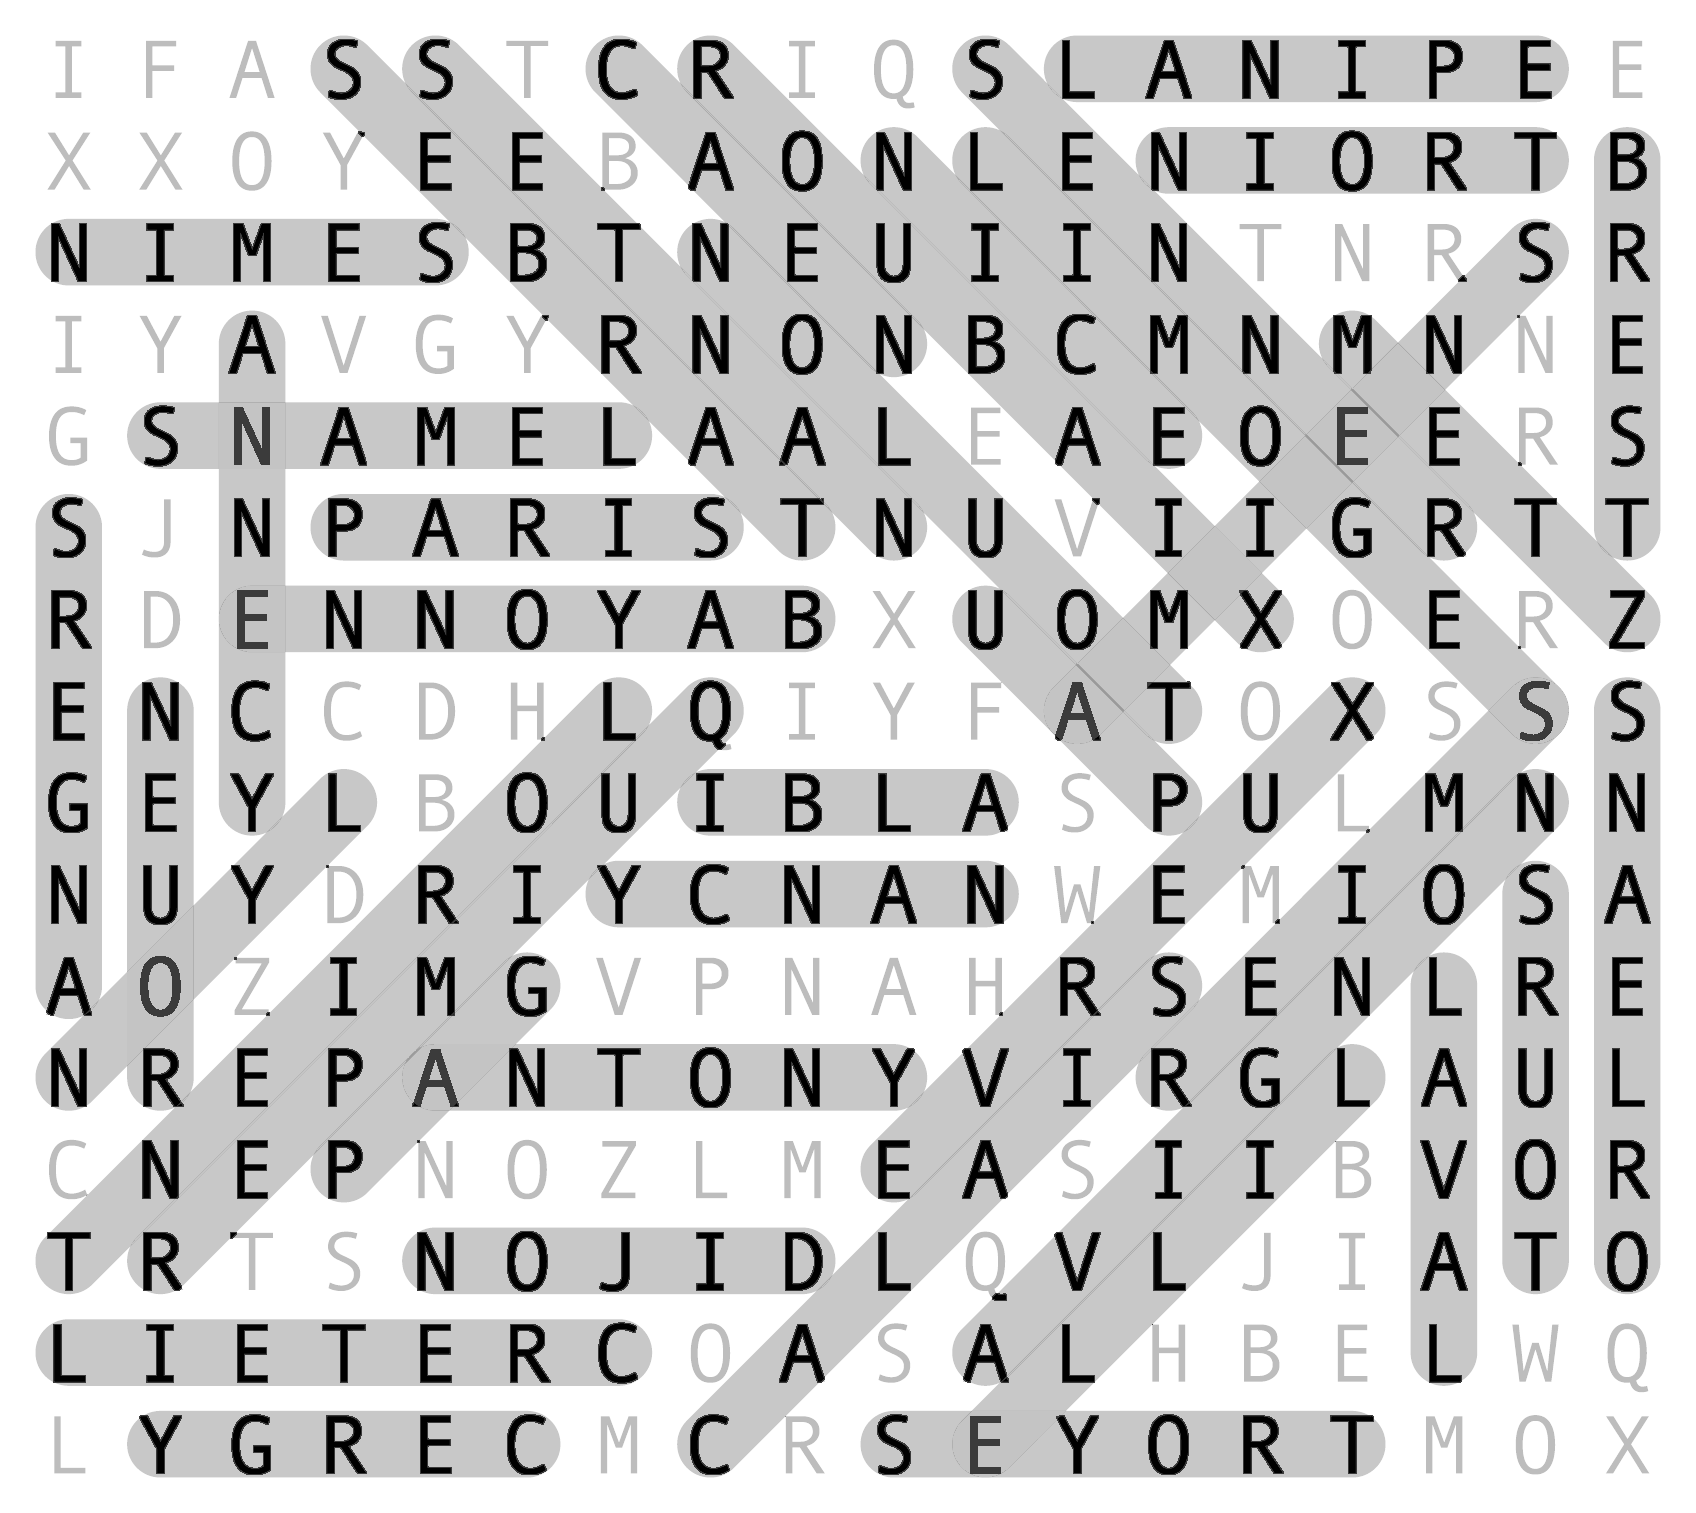 I F A S S T C R I Q S L A N I P E E
X X O Y E E B A O N L E N I O R T B
N I M E S B T N E U I I N T N R S R
I Y A V G Y R N O N B C M N M N N E
G S N A M E L A A L E A E O E E R S
S J N P A R I S T N U V I I G R T T
R D E N N O Y A B X U O M X O E R Z
E N C C D H L Q I Y F A T O X S S S
G E Y L B O U I B L A S P U L M N N
N U Y D R I Y C N A N W E M I O S A
A O Z I M G V P N A H R S E N L R E
N R E P A N T O N Y V I R G L A U L
C N E P N O Z L M E A S I I B V O R
T R T S N O J I D L Q V L J I A T O
L I E T E R C O A S A L H B E L W Q
L Y G R E C M C R S E Y O R T M O X